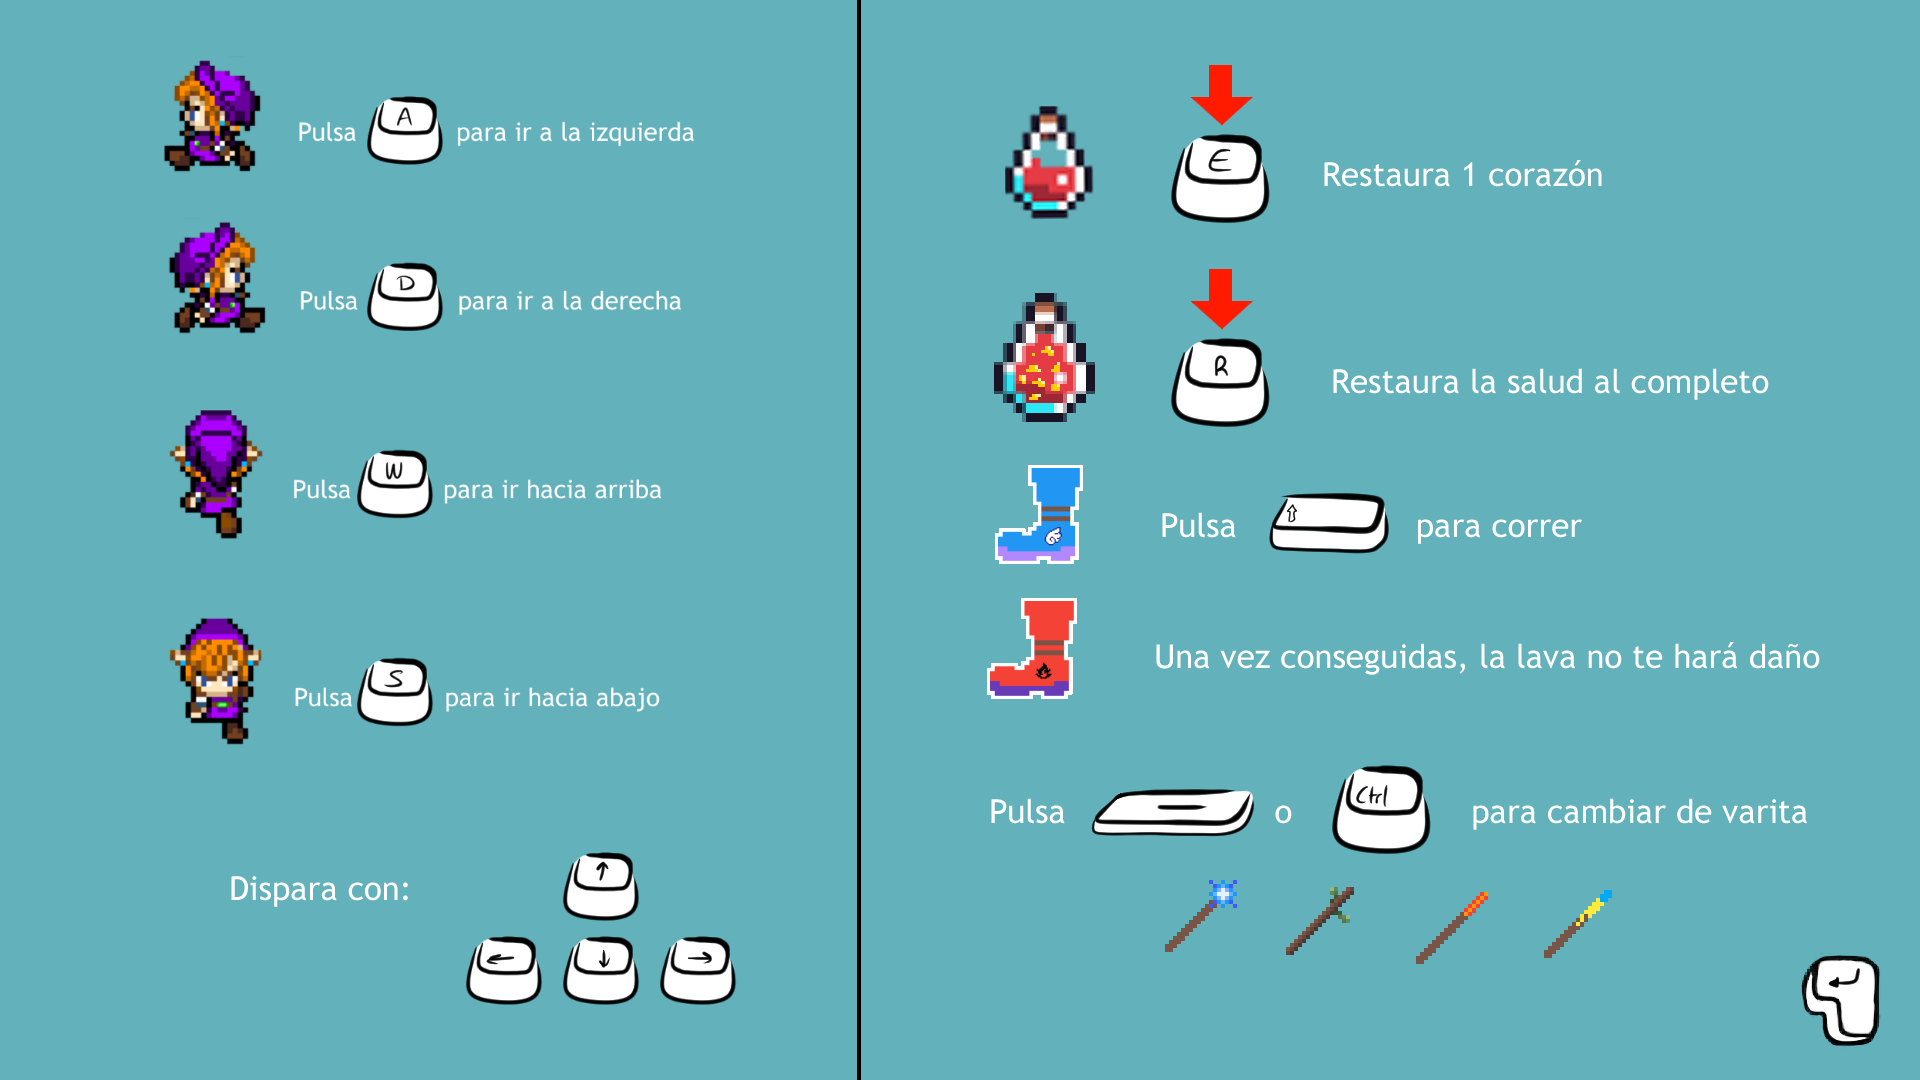 Pulsa A para ir a la izquierda
Pulsa D para ir a la derecha
Pulsa W para ir hacia arriba
Pulsa S para ir hacia abajo
Dispara con:
↑
← ↓ →
E Restaura 1 corazón
R Restaura la salud al completo
Pulsa ⇧ para correr
Una vez conseguidas, la lava no te hará daño
Pulsa o Ctrl para cambiar de varita